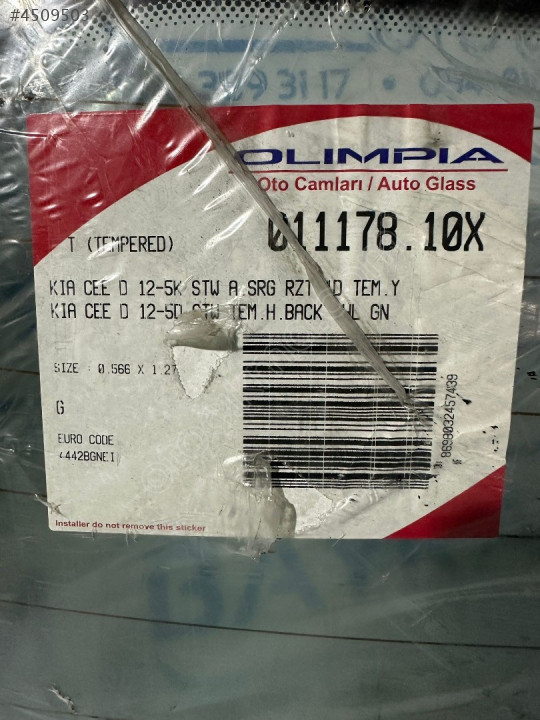 #4509503
3593117
OLIMPIA
Oto Camları / Auto Glass
T (TEMPERED)
011178.10X
KIA CEE D 12-5K STW A SRG RZT TEM.Y
KIA CEE D 12-5D STW TEM.H.BACK GN
SIZE : 0.566 X 1.27
G
EURO CODE
4442BGNEI
8698032457439
Installer do not remove this sticker